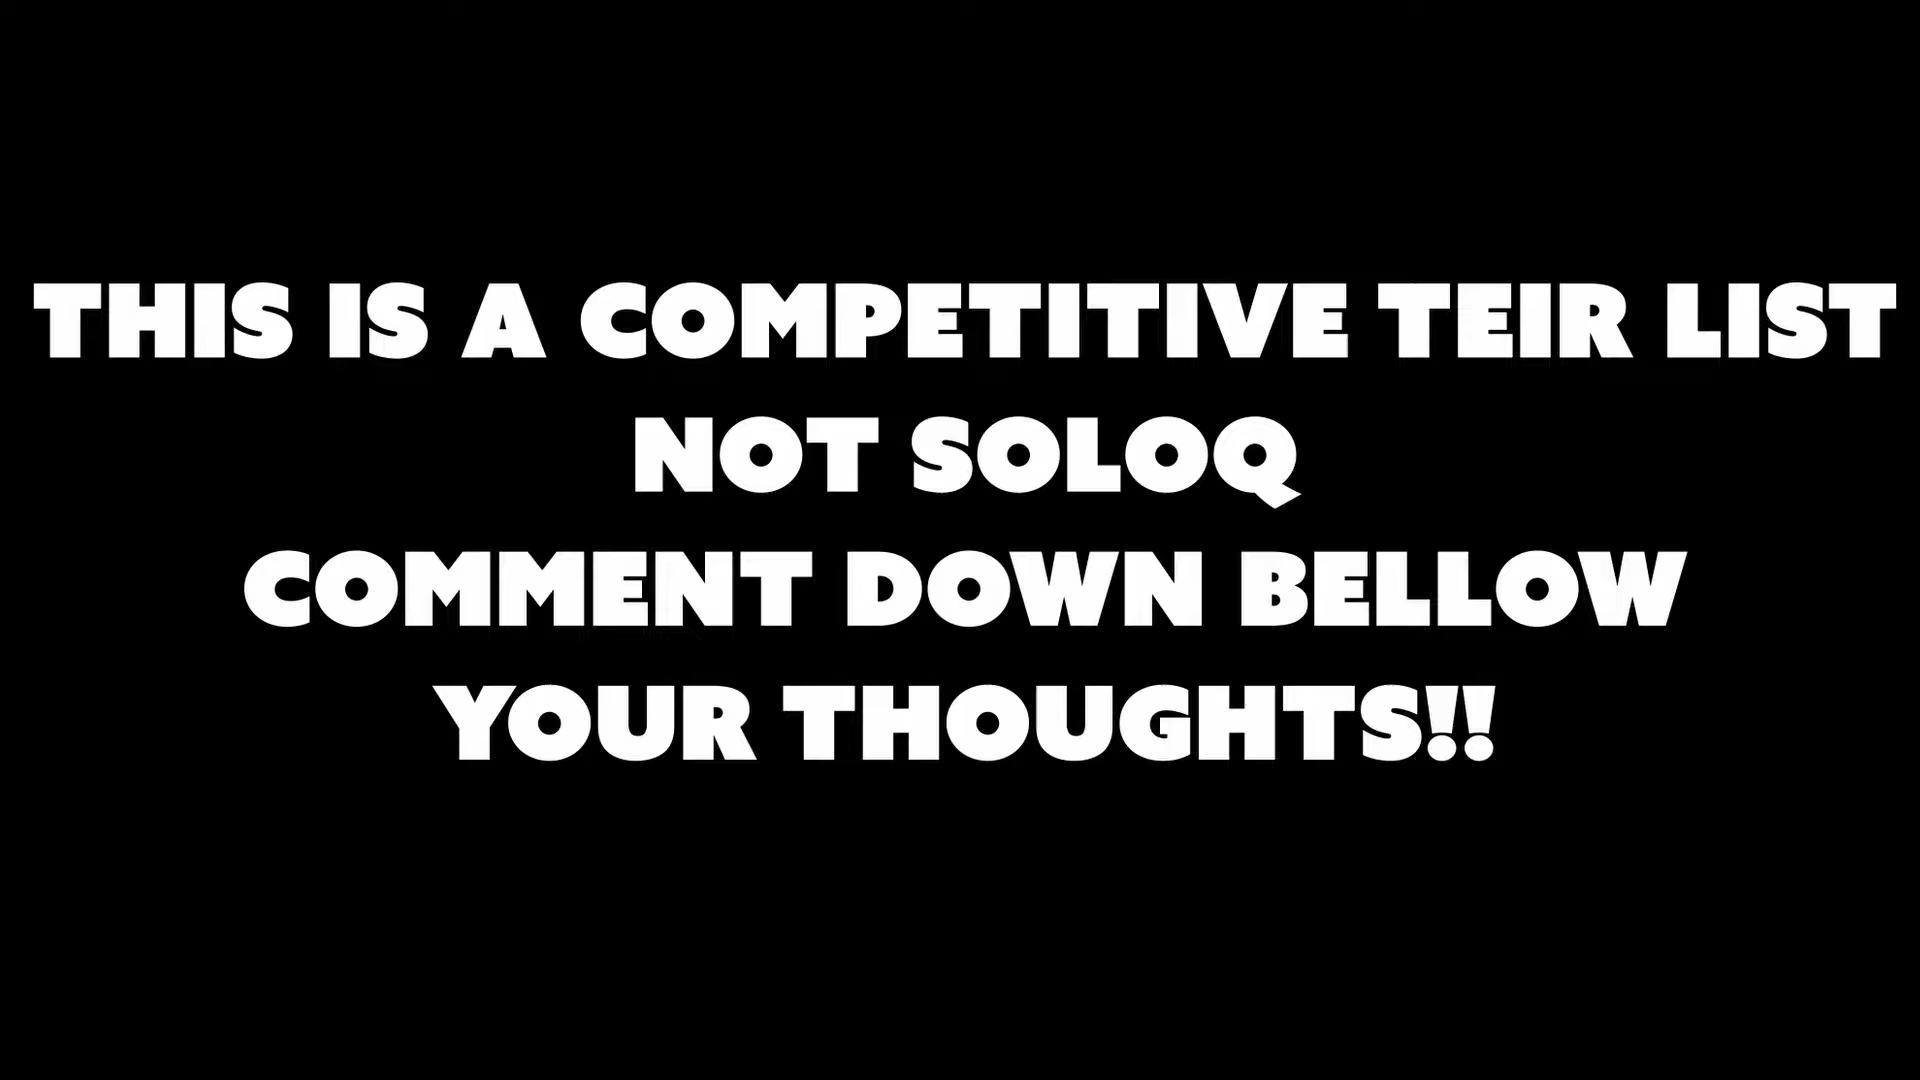 THIS IS A COMPETITIVE TEIR LIST
NOT SOLOQ
COMMENT DOWN BELLOW
YOUR THOUGHTS!!